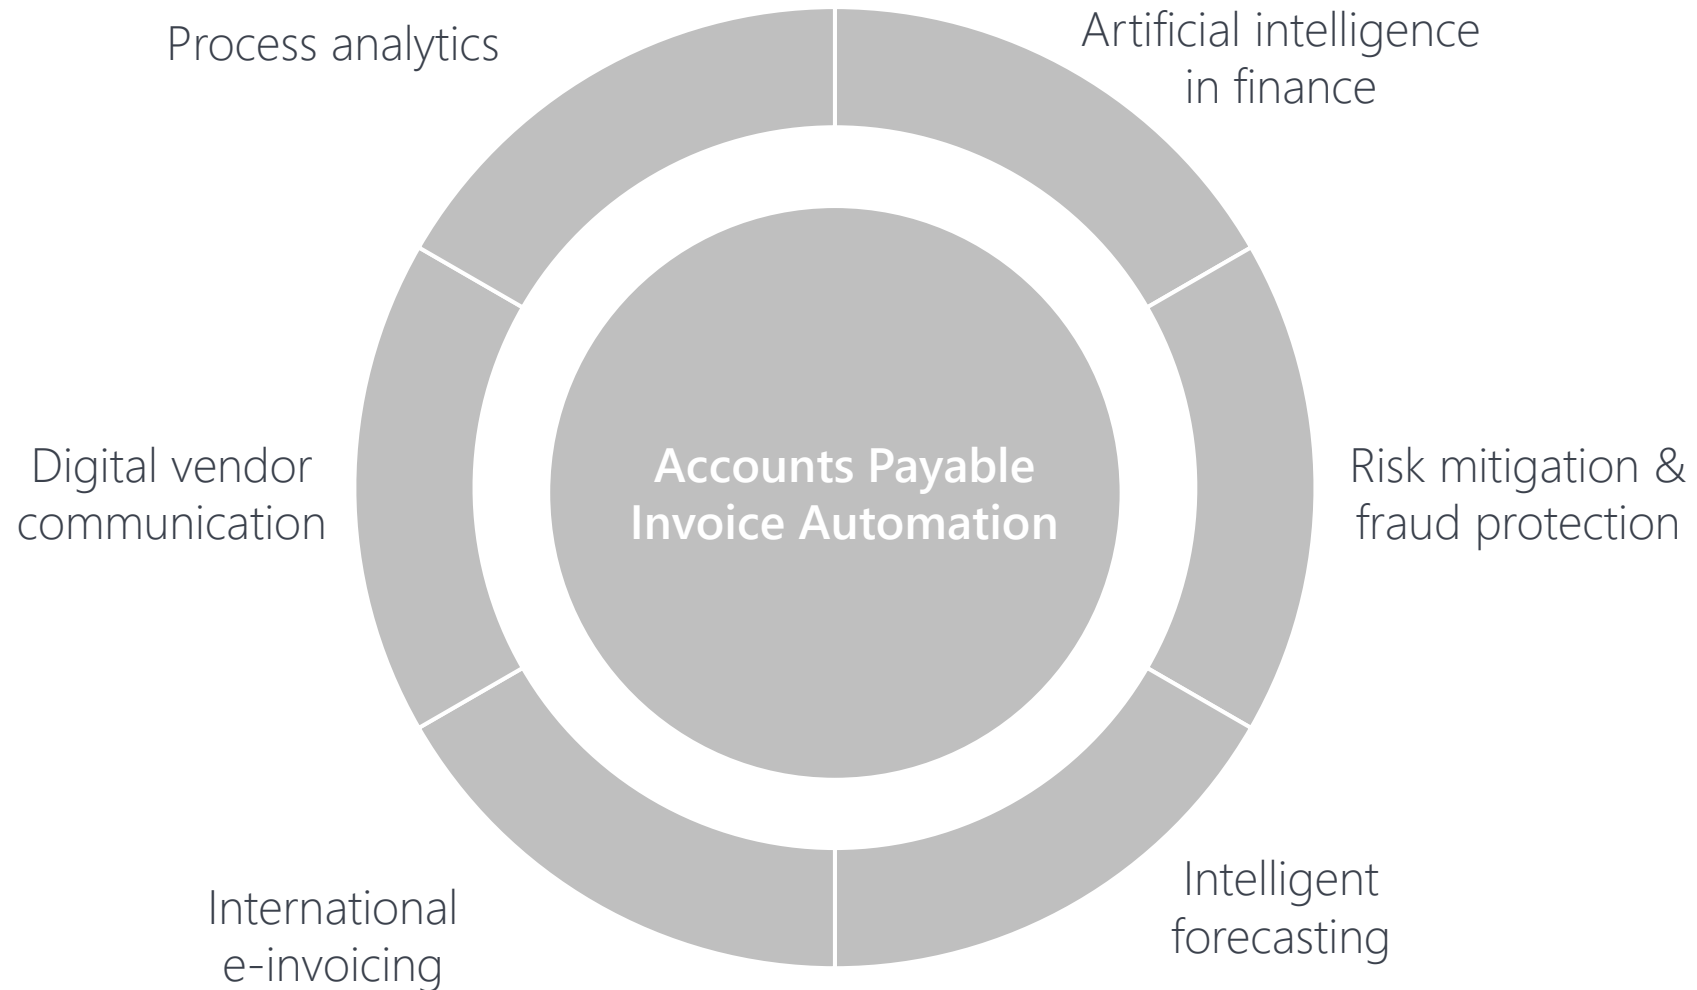 Process analytics
Artificial intelligence
in finance
Digital vendor
communication
Accounts Payable
Invoice Automation
Risk mitigation &
fraud protection
International
e-invoicing
Intelligent
forecasting